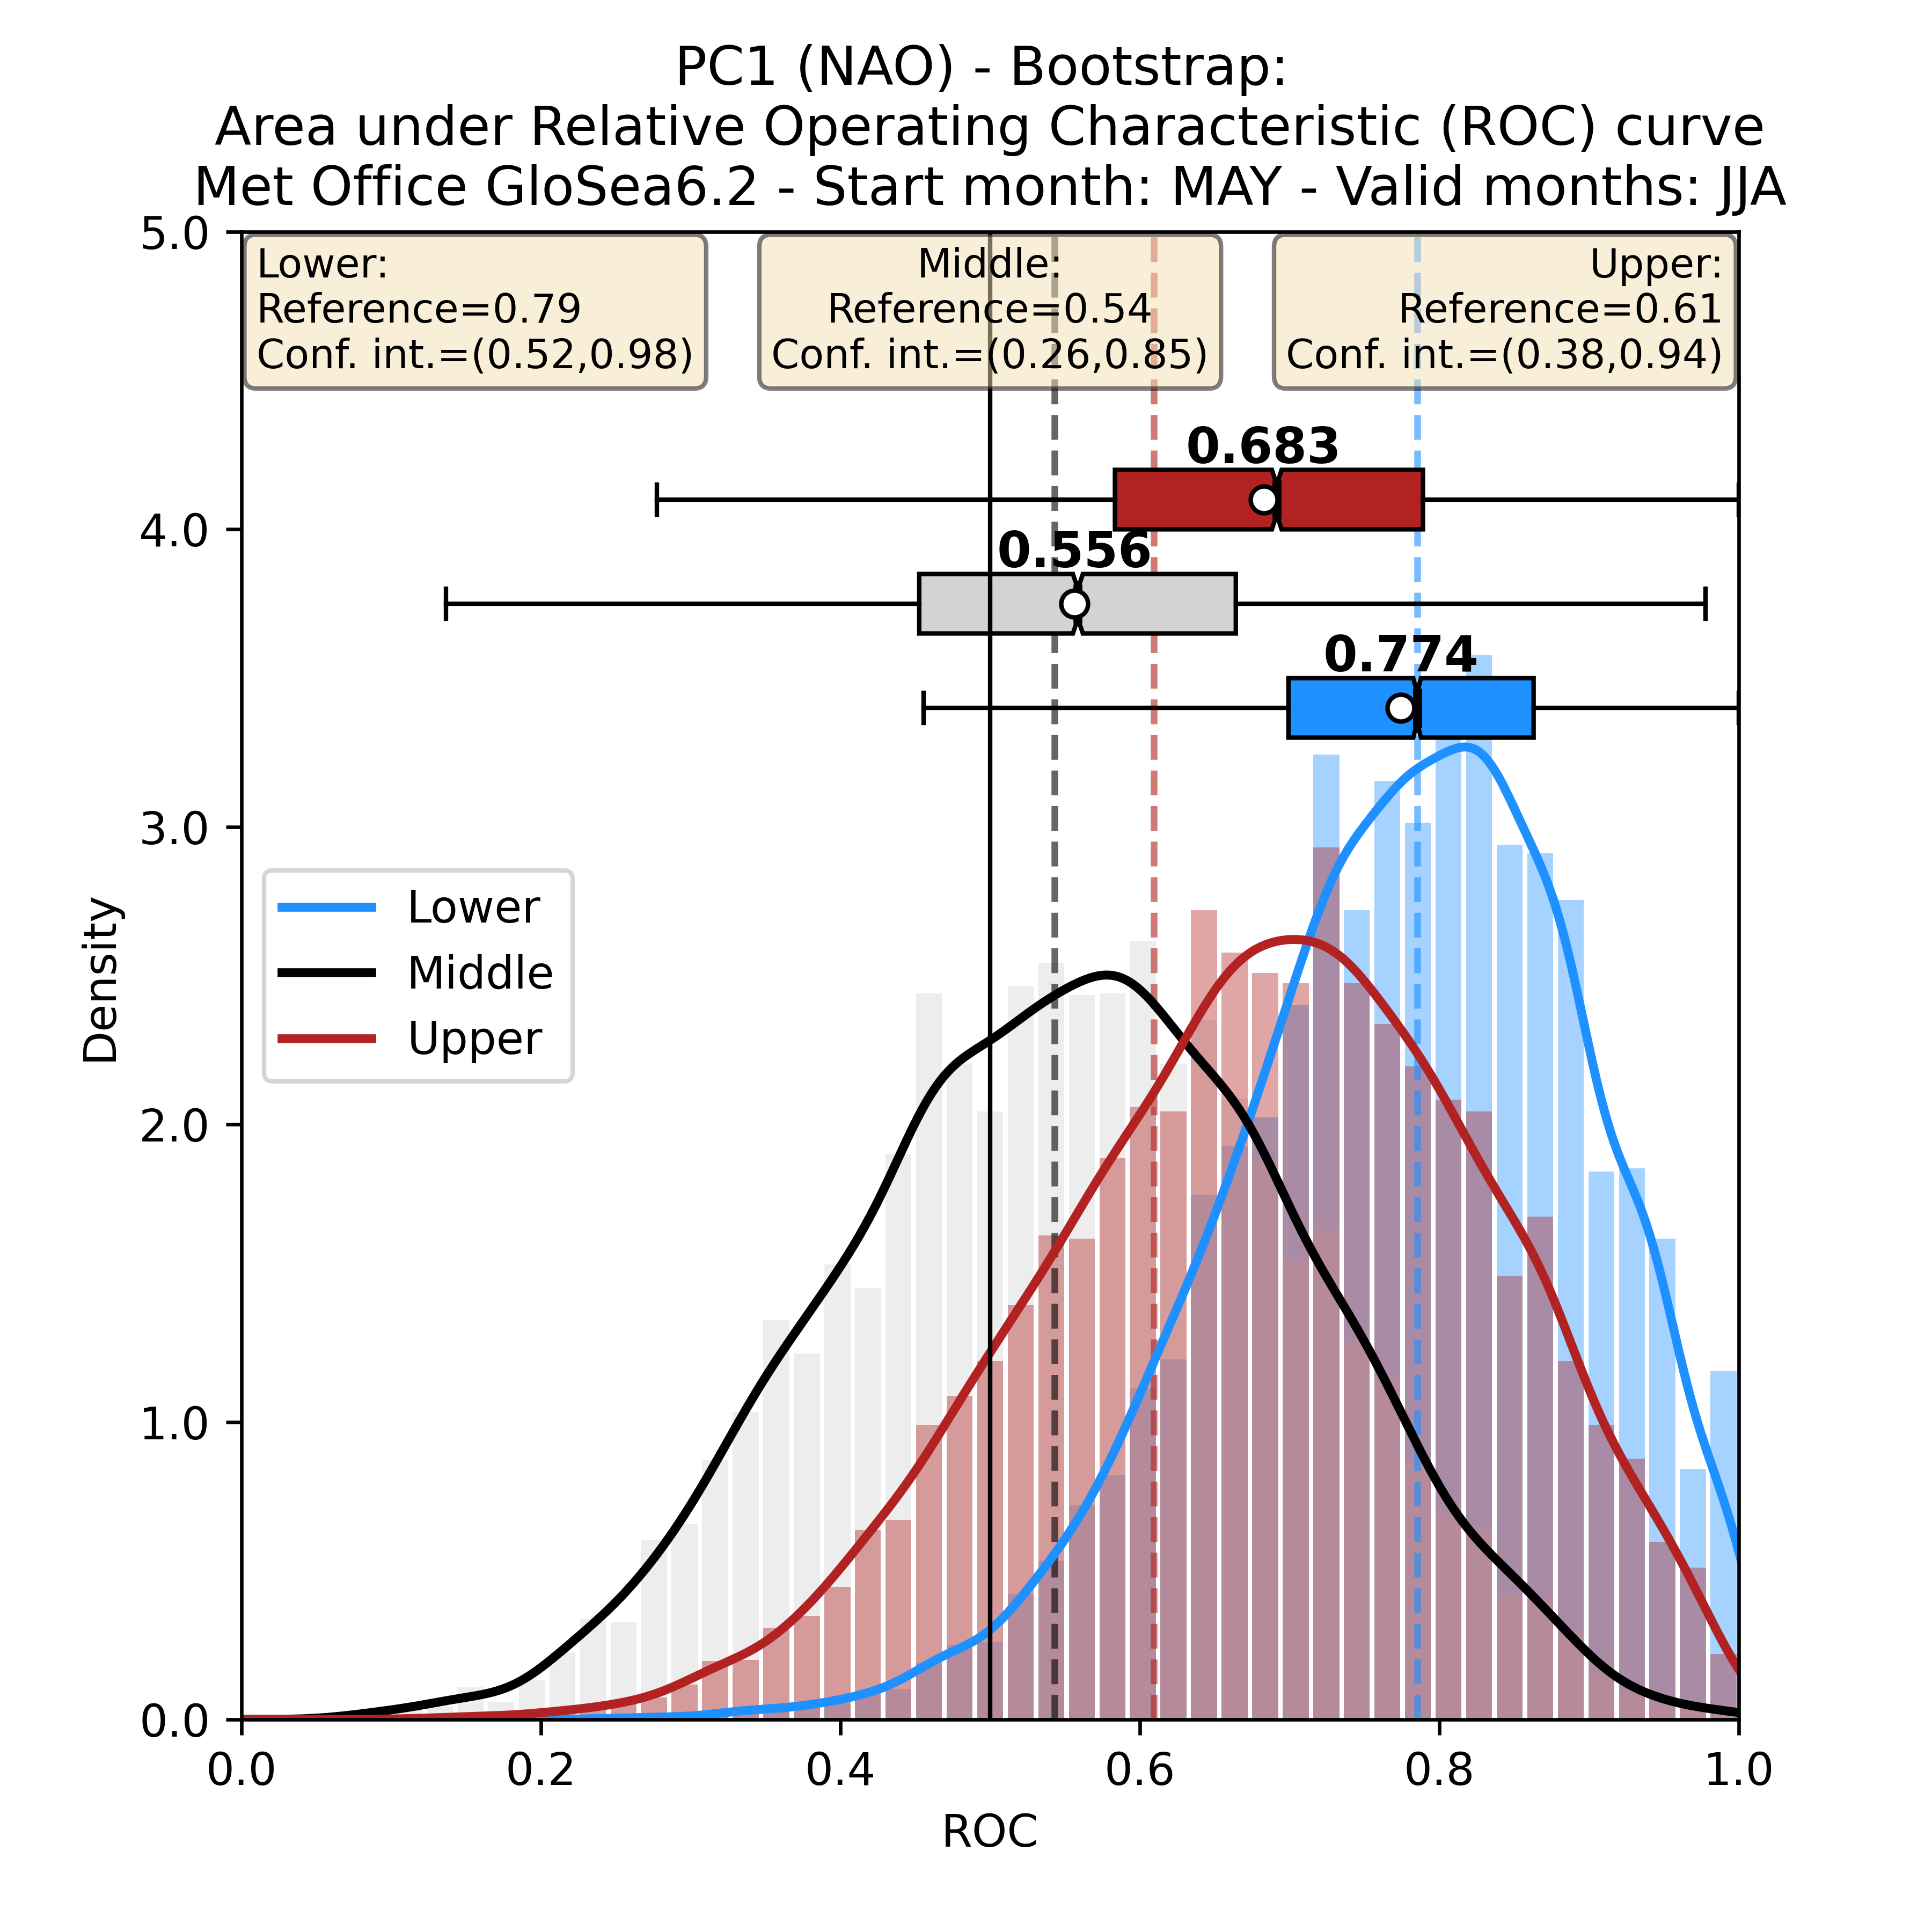 PC1 (NAO) - Bootstrap:
Area under Relative Operating Characteristic (ROC) curve
Met Office GloSea6.2 - Start month: MAY - Valid months: JJA
Lower:
Reference=0.79
Conf. int.=(0.52,0.98)
Middle:
Reference=0.54
Conf. int.=(0.26,0.85)
Upper:
Reference=0.61
Conf. int.=(0.38,0.94)
0.683
0.556
0.774
Lower
Middle
Upper
Density
5.0
4.0
3.0
2.0
1.0
0.0
0.0 0.2 0.4 0.6 0.8 1.0
ROC